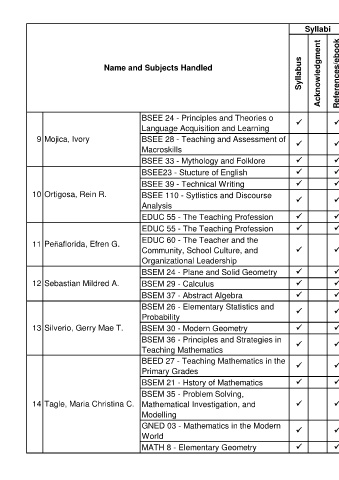 Syllabi
Name and Subjects Handled
Syllabus
Acknowledgment
References/ebook
9 Mojica, Ivory
BSEE 24 - Principles and Theories o
Language Acquisition and Learning
✓ ✓
BSEE 28 - Teaching and Assessment of
Macroskills
✓ ✓
BSEE 33 - Mythology and Folklore ✓ ✓
10 Ortigosa, Rein R.
BSEE23 - Stucture of English ✓ ✓
BSEE 39 - Technical Writing ✓ ✓
BSEE 110 - Sytlistics and Discourse
Analysis
✓ ✓
EDUC 55 - The Teaching Profession ✓ ✓
11 Peñaflorida, Efren G.
EDUC 55 - The Teaching Profession ✓ ✓
EDUC 60 - The Teacher and the
Community, School Culture, and
Organizational Leadership
✓ ✓
12 Sebastian Mildred A.
BSEM 24 - Plane and Solid Geometry ✓ ✓
BSEM 29 - Calculus ✓ ✓
BSEM 37 - Abstract Algebra ✓ ✓
13 Silverio, Gerry Mae T.
BSEM 26 - Elementary Statistics and
Probability
✓ ✓
BSEM 30 - Modern Geometry ✓ ✓
BSEM 36 - Principles and Strategies in
Teaching Mathematics
✓ ✓
14 Tagle, Maria Christina C.
BEED 27 - Teaching Mathematics in the
Primary Grades
✓ ✓
BSEM 21 - Hstory of Mathematics ✓ ✓
BSEM 35 - Problem Solving,
Mathematical Investigation, and
Modelling
✓ ✓
GNED 03 - Mathematics in the Modern
World
✓ ✓
MATH 8 - Elementary Geometry ✓ ✓